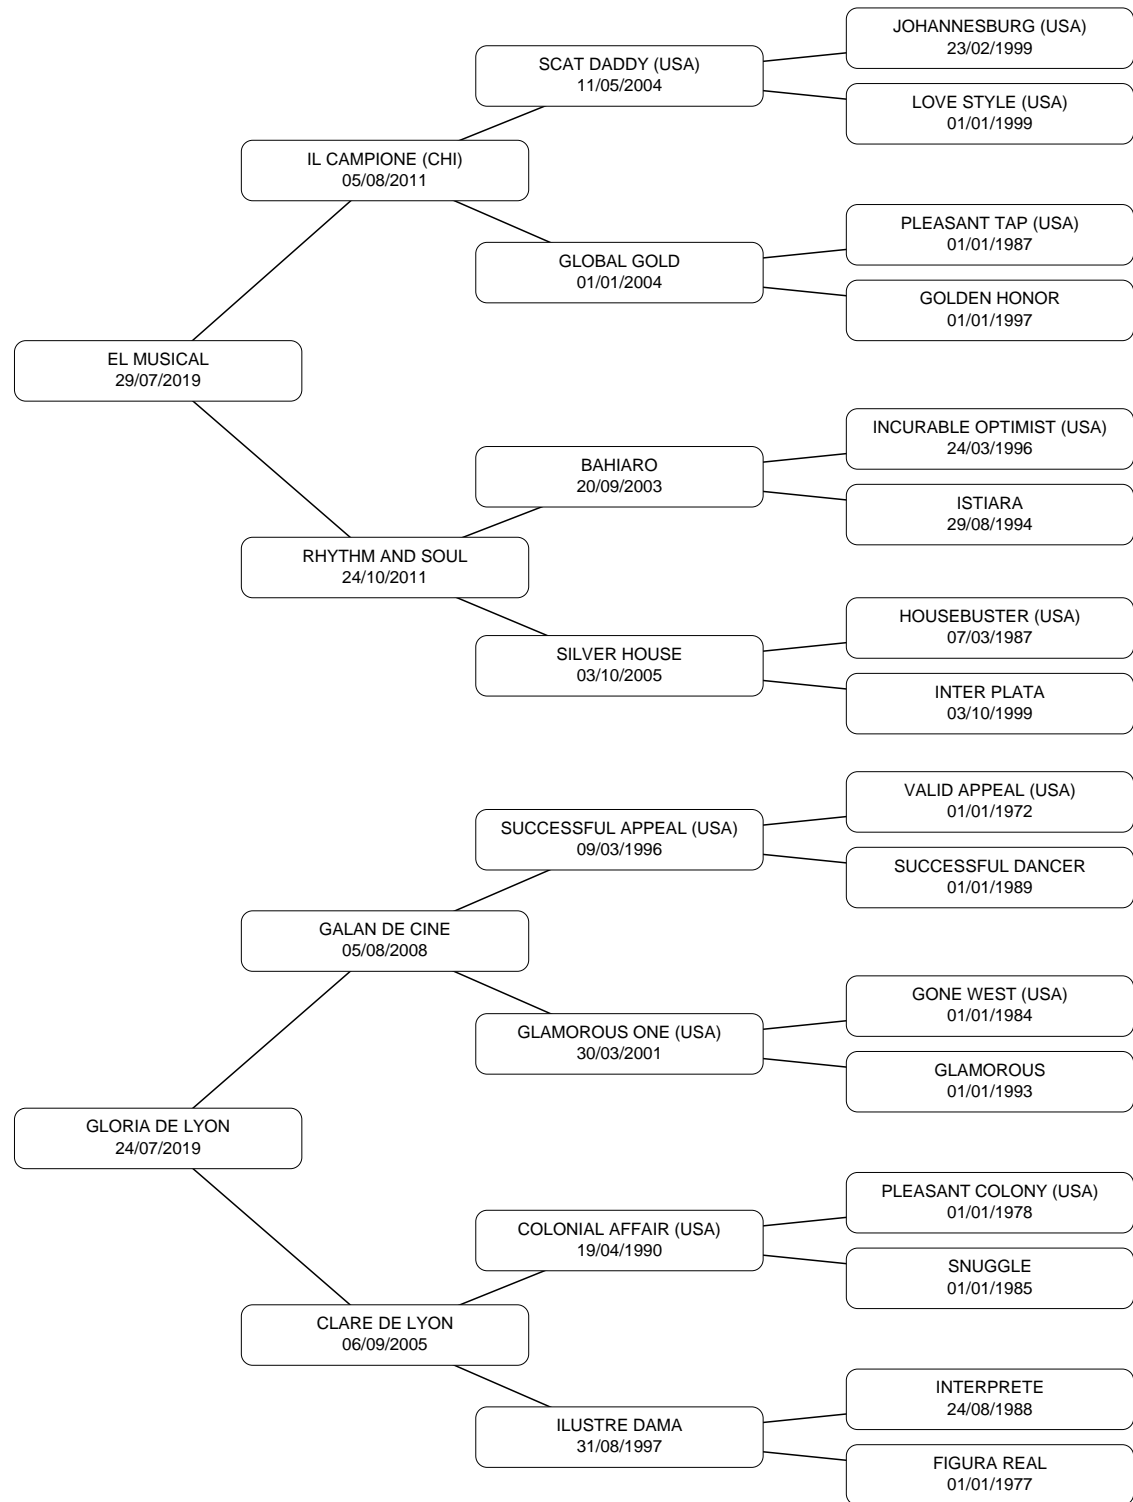 JOHANNESBURG (USA)
23/02/1999
SCAT DADDY (USA)
11/05/2004
LOVE STYLE (USA)
01/01/1999
IL CAMPIONE (CHI)
05/08/2011
PLEASANT TAP (USA)
01/01/1987
GLOBAL GOLD
01/01/2004
GOLDEN HONOR
01/01/1997
EL MUSICAL
29/07/2019
INCURABLE OPTIMIST (USA)
24/03/1996
BAHIARO
20/09/2003
ISTIARA
29/08/1994
RHYTHM AND SOUL
24/10/2011
HOUSEBUSTER (USA)
07/03/1987
SILVER HOUSE
03/10/2005
INTER PLATA
03/10/1999
VALID APPEAL (USA)
01/01/1972
SUCCESSFUL APPEAL (USA)
09/03/1996
SUCCESSFUL DANCER
01/01/1989
GALAN DE CINE
05/08/2008
GONE WEST (USA)
01/01/1984
GLAMOROUS ONE (USA)
30/03/2001
GLAMOROUS
01/01/1993
GLORIA DE LYON
24/07/2019
PLEASANT COLONY (USA)
01/01/1978
COLONIAL AFFAIR (USA)
19/04/1990
SNUGGLE
01/01/1985
CLARE DE LYON
06/09/2005
INTERPRETE
24/08/1988
ILUSTRE DAMA
31/08/1997
FIGURA REAL
01/01/1977